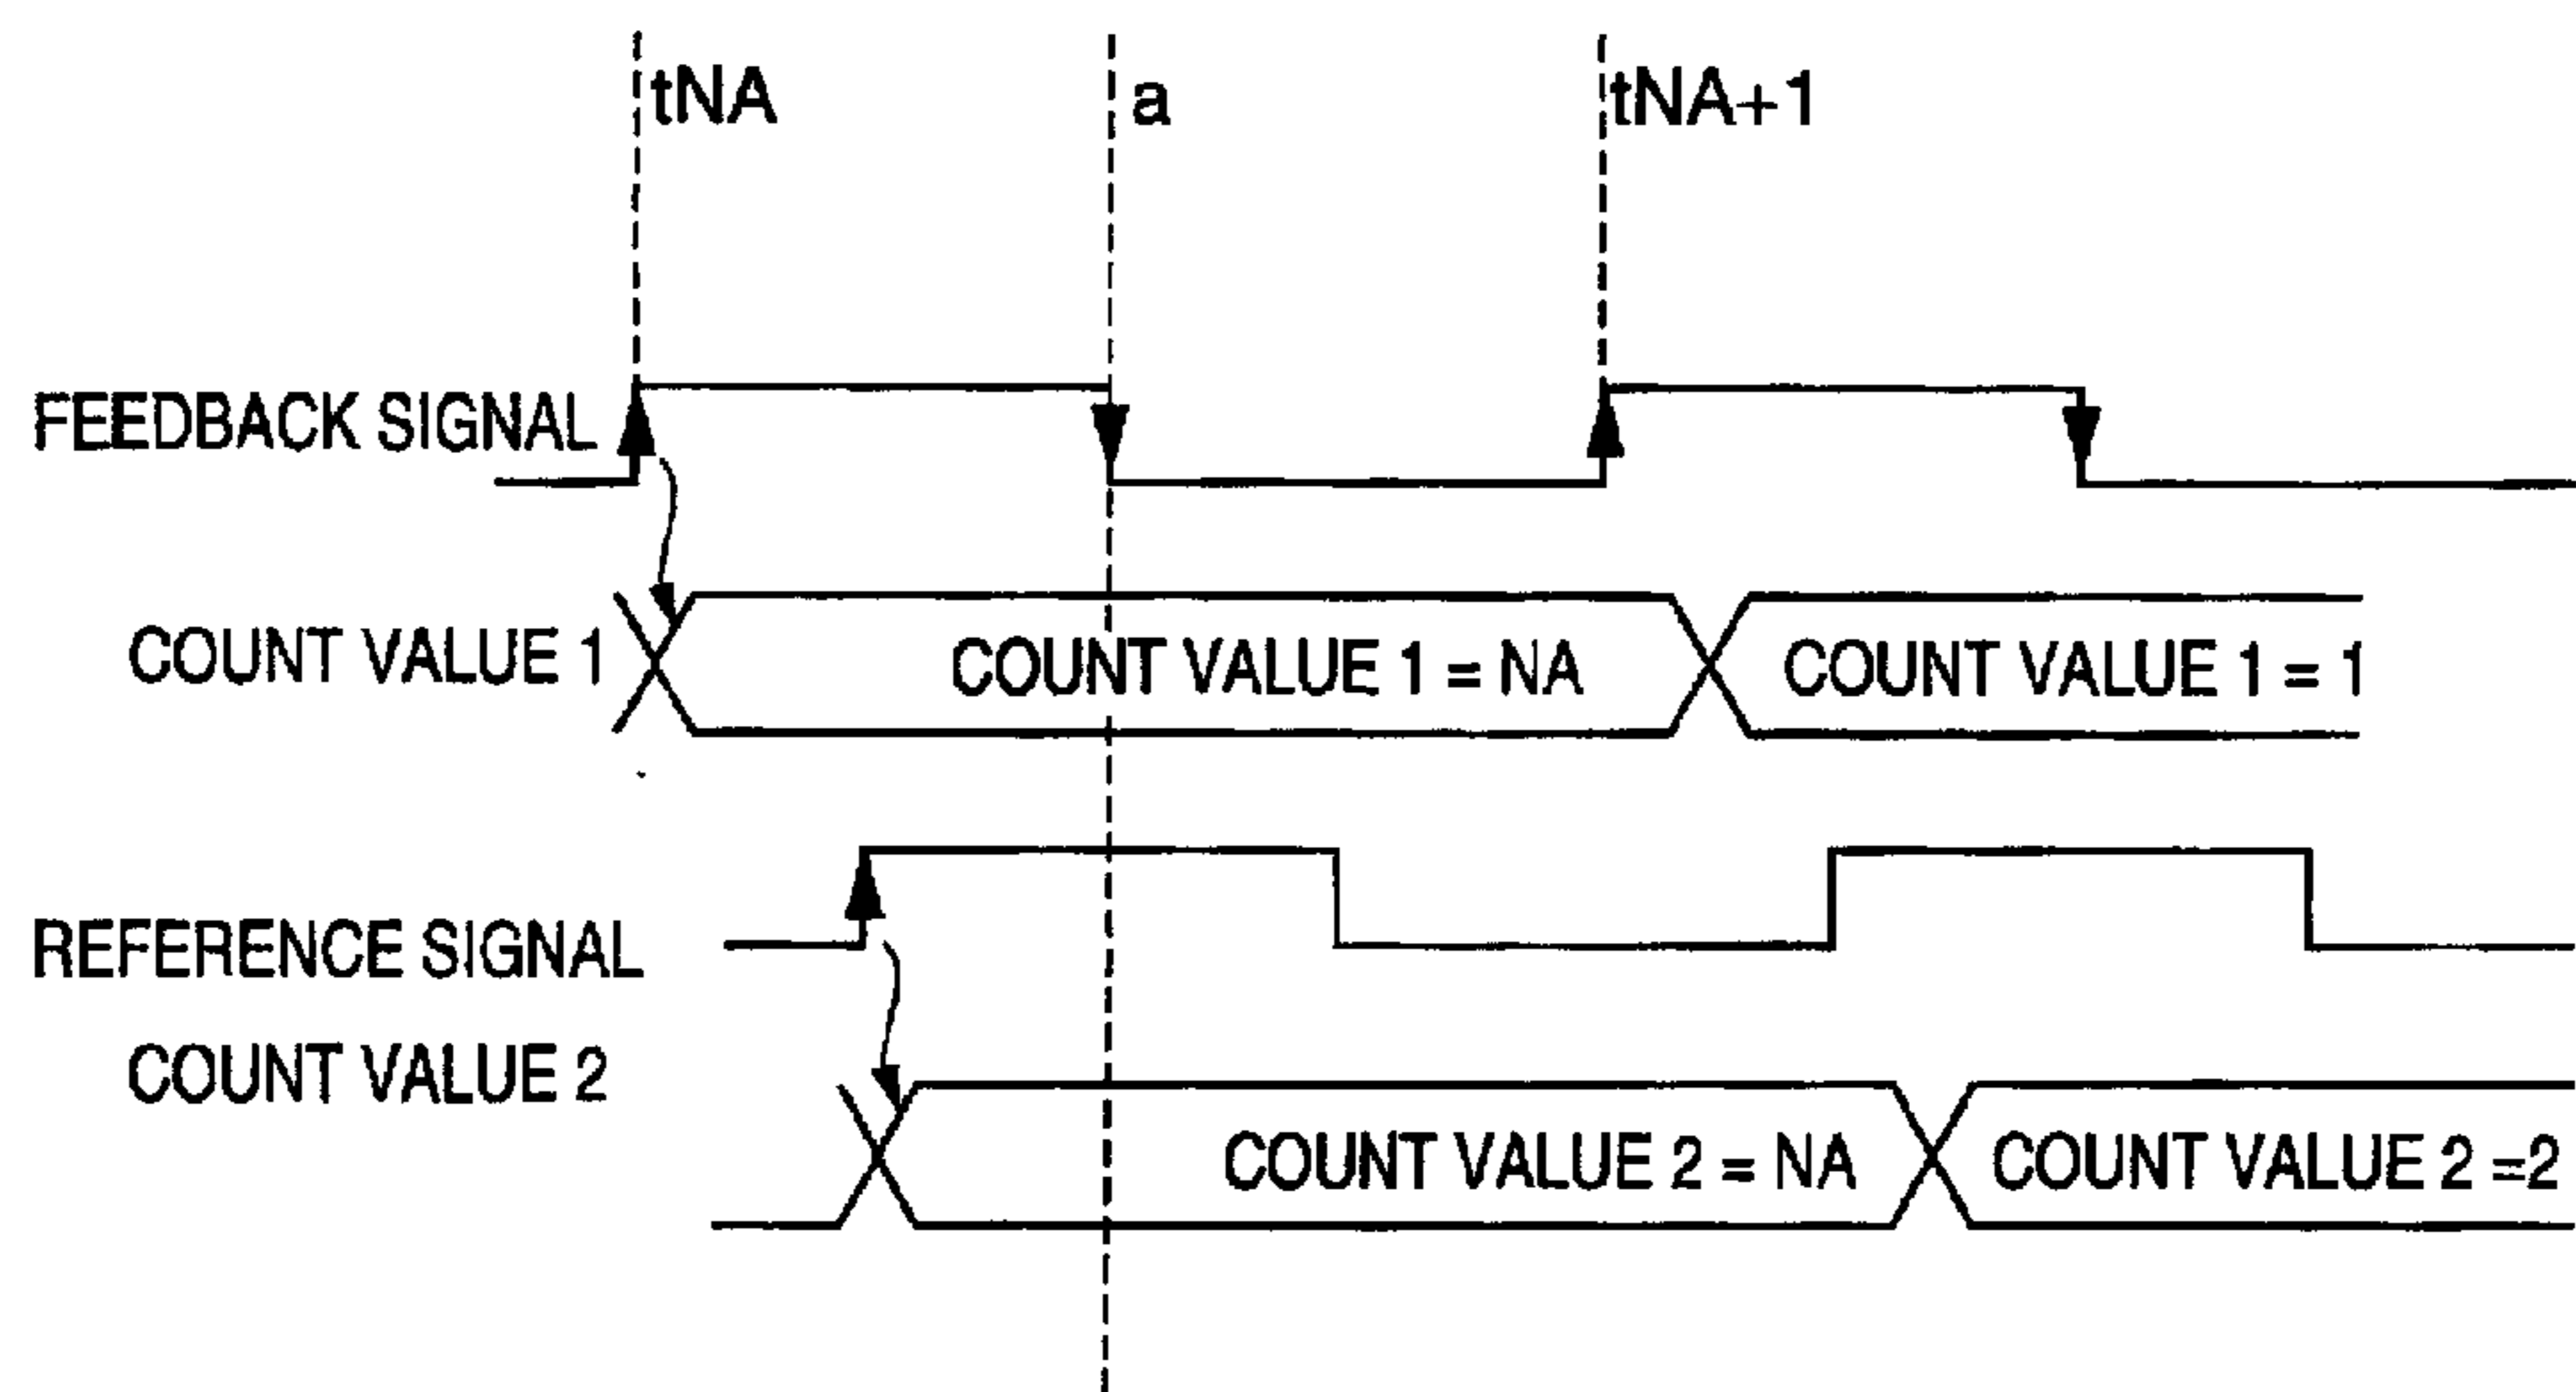 tNA
a
tNA+1
FEEDBACK SIGNAL
COUNT VALUE 1
COUNT VALUE 1 = NA
COUNT VALUE 1 = 1
REFERENCE SIGNAL
COUNT VALUE 2
COUNT VALUE 2 = NA
COUNT VALUE 2 =2